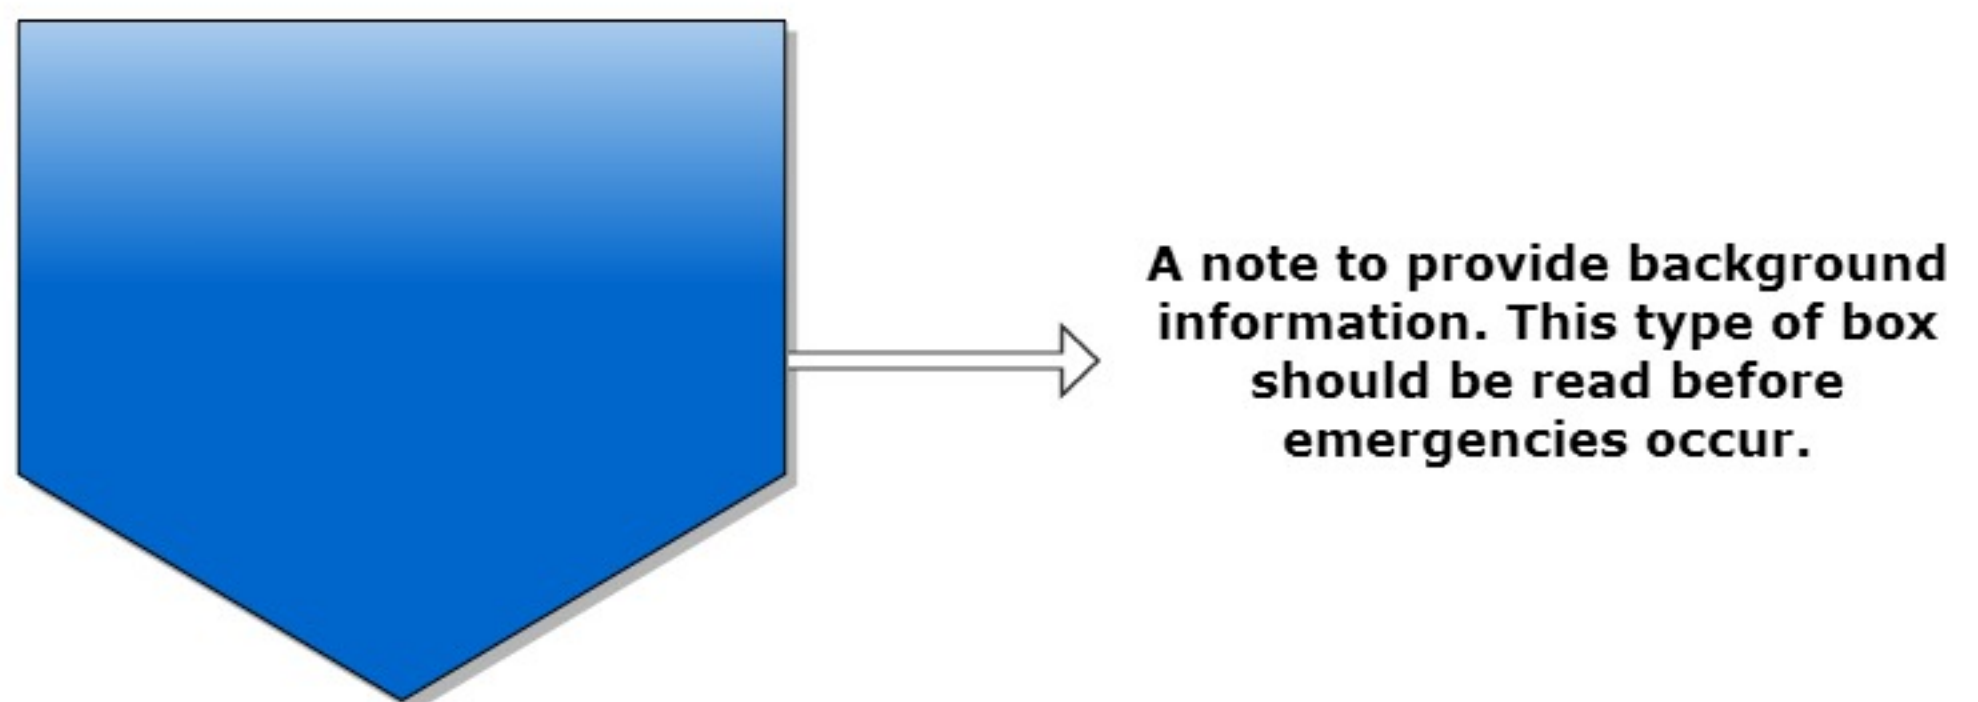 A note to provide background
information. This type of box
should be read before
emergencies occur.